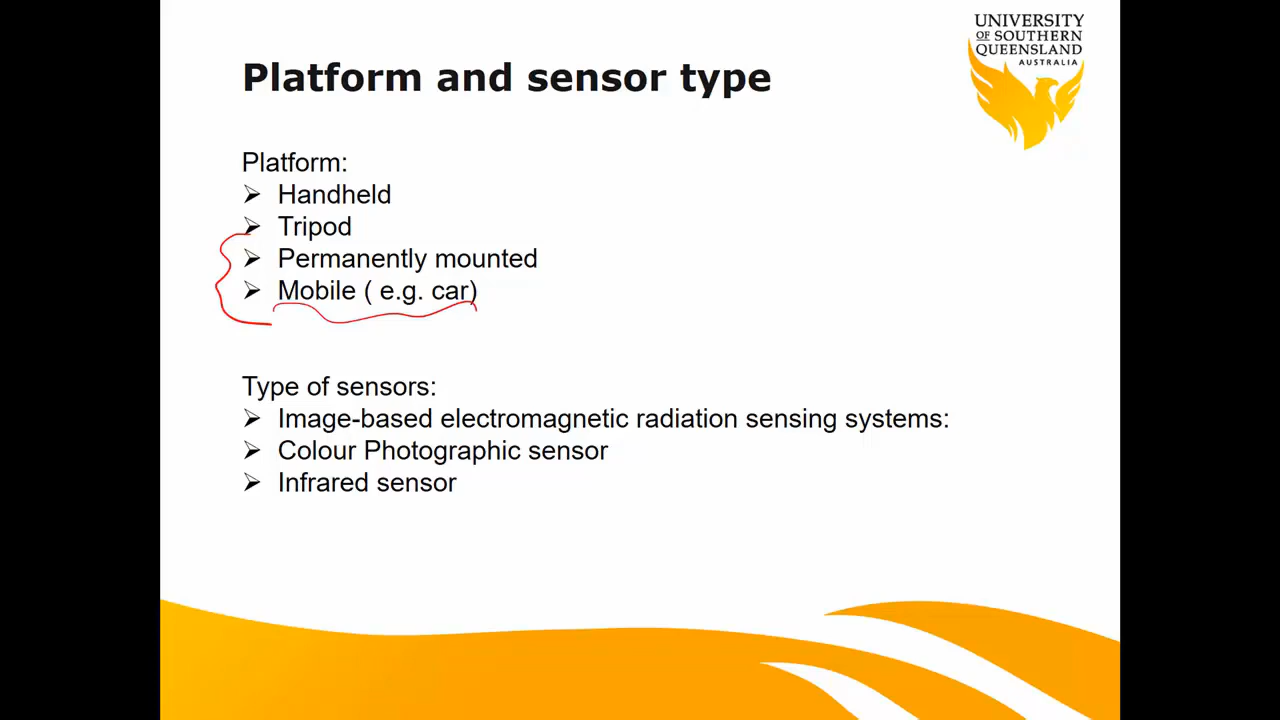 UNIVERSITY
OF SOUTHERN
QUEENSLAND
AUSTRALIA
Platform and sensor type
Platform:
➢ Handheld
➢ Tripod
➢ Permanently mounted
➢ Mobile ( e.g. car)
Type of sensors:
➢ Image-based electromagnetic radiation sensing systems:
➢ Colour Photographic sensor
➢ Infrared sensor